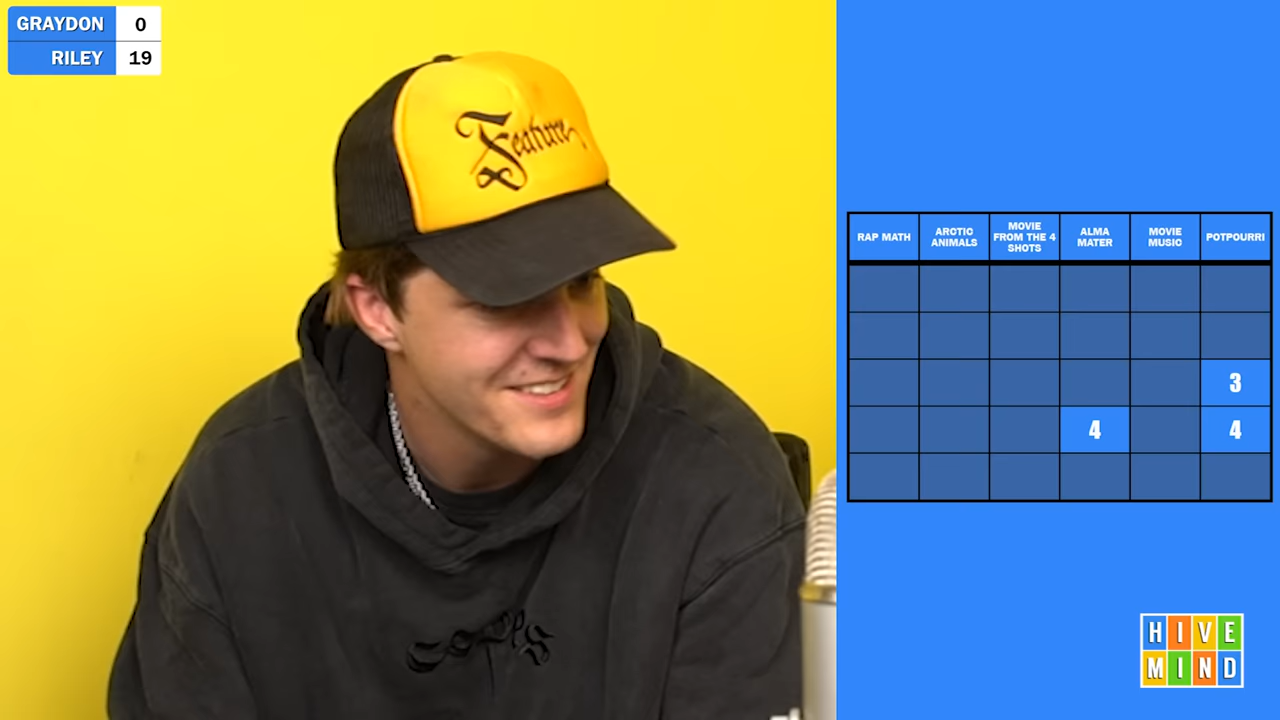 GRAYDON 0
RILEY 19
Feature
RAP MATH
ARCTIC
ANIMALS
MOVIE
FROM THE 4
SHOTS
ALMA
MATER
MOVIE
MUSIC
POTPOURRI
3
4 4
HIVE
MIND